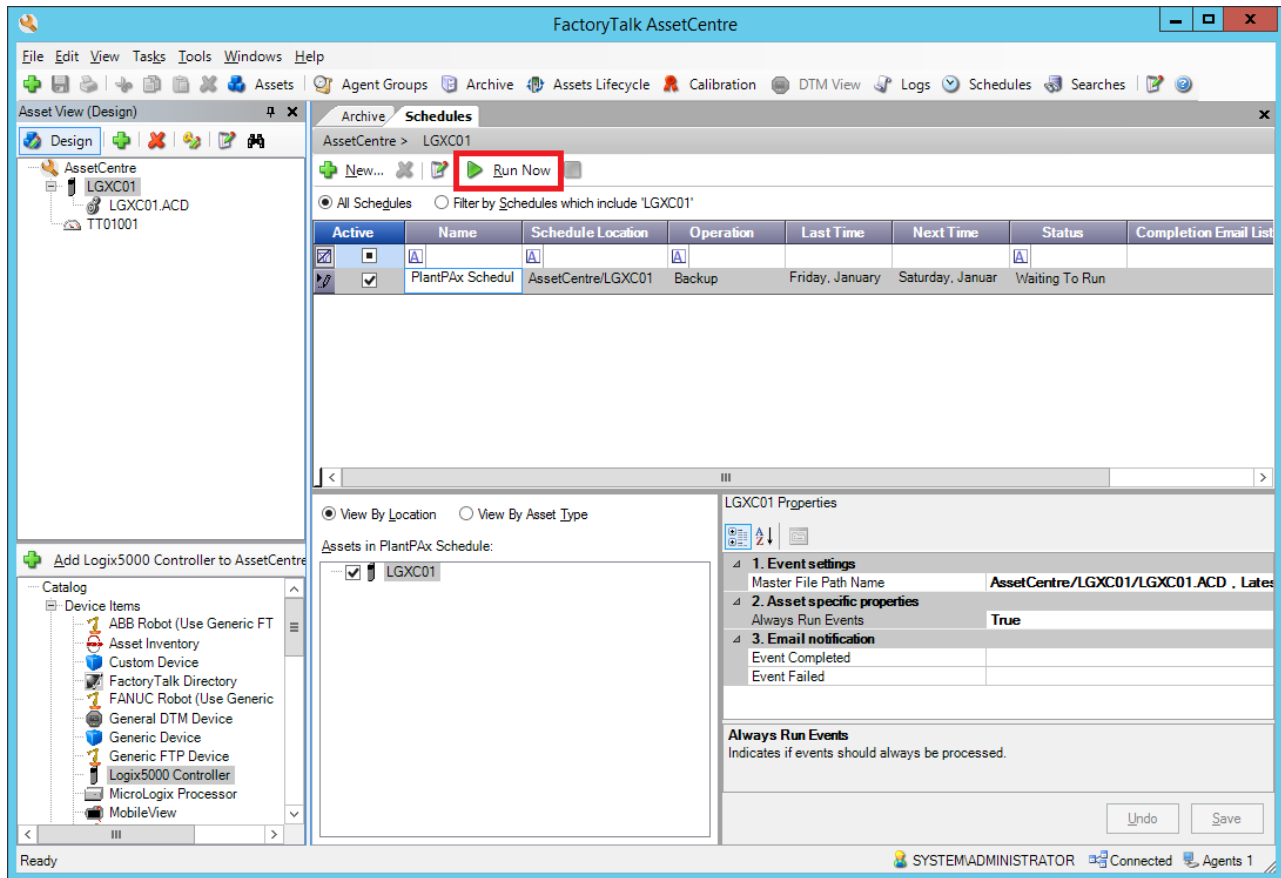 FactoryTalk AssetCentre
File Edit View Tasks Tools Windows Help
Assets Agent Groups Archive Assets Lifecycle Calibration DTM View Logs Schedules Searches
Asset View (Design)
Design
AssetCentre
LGXC01
LGXC01.ACD
TT01001
Archive Schedules
AssetCentre > LGXC01
New... Run Now
All Schedules Filter by Schedules which include 'LGXC01'
Active Name Schedule Location Operation Last Time Next Time Status Completion Email List
A A A A
PlantPAx Schedul AssetCentre/LGXC01 Backup Friday, January Saturday, Januar Waiting To Run
View By Location View By Asset Type
Assets in PlantPAx Schedule:
LGXC01
LGXC01 Properties
1. Event settings
Master File Path Name AssetCentre/LGXC01/LGXC01.ACD , Lates
2. Asset specific properties
Always Run Events True
3. Email notification
Event Completed
Event Failed
Always Run Events
Indicates if events should always be processed.
Undo Save
Add Logix5000 Controller to AssetCentre
Catalog
Device Items
ABB Robot (Use Generic FT
Asset Inventory
Custom Device
FactoryTalk Directory
FANUC Robot (Use Generic
General DTM Device
Generic Device
Generic FTP Device
Logix5000 Controller
MicroLogix Processor
MobileView
Ready SYSTEM\ADMINISTRATOR Connected Agents 1